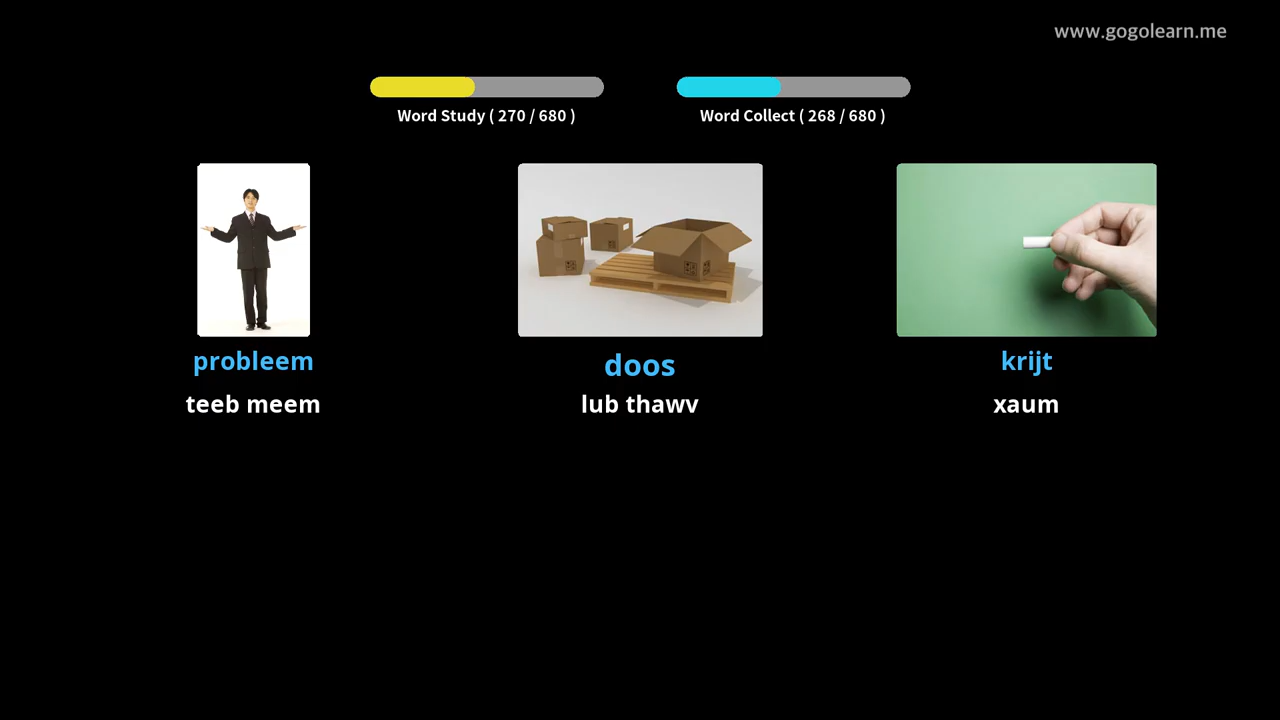 www.gogolearn.me
Word Study ( 270 / 680 )
Word Collect ( 268 / 680 )
probleem
teeb meem
doos
lub thawv
krijt
xaum